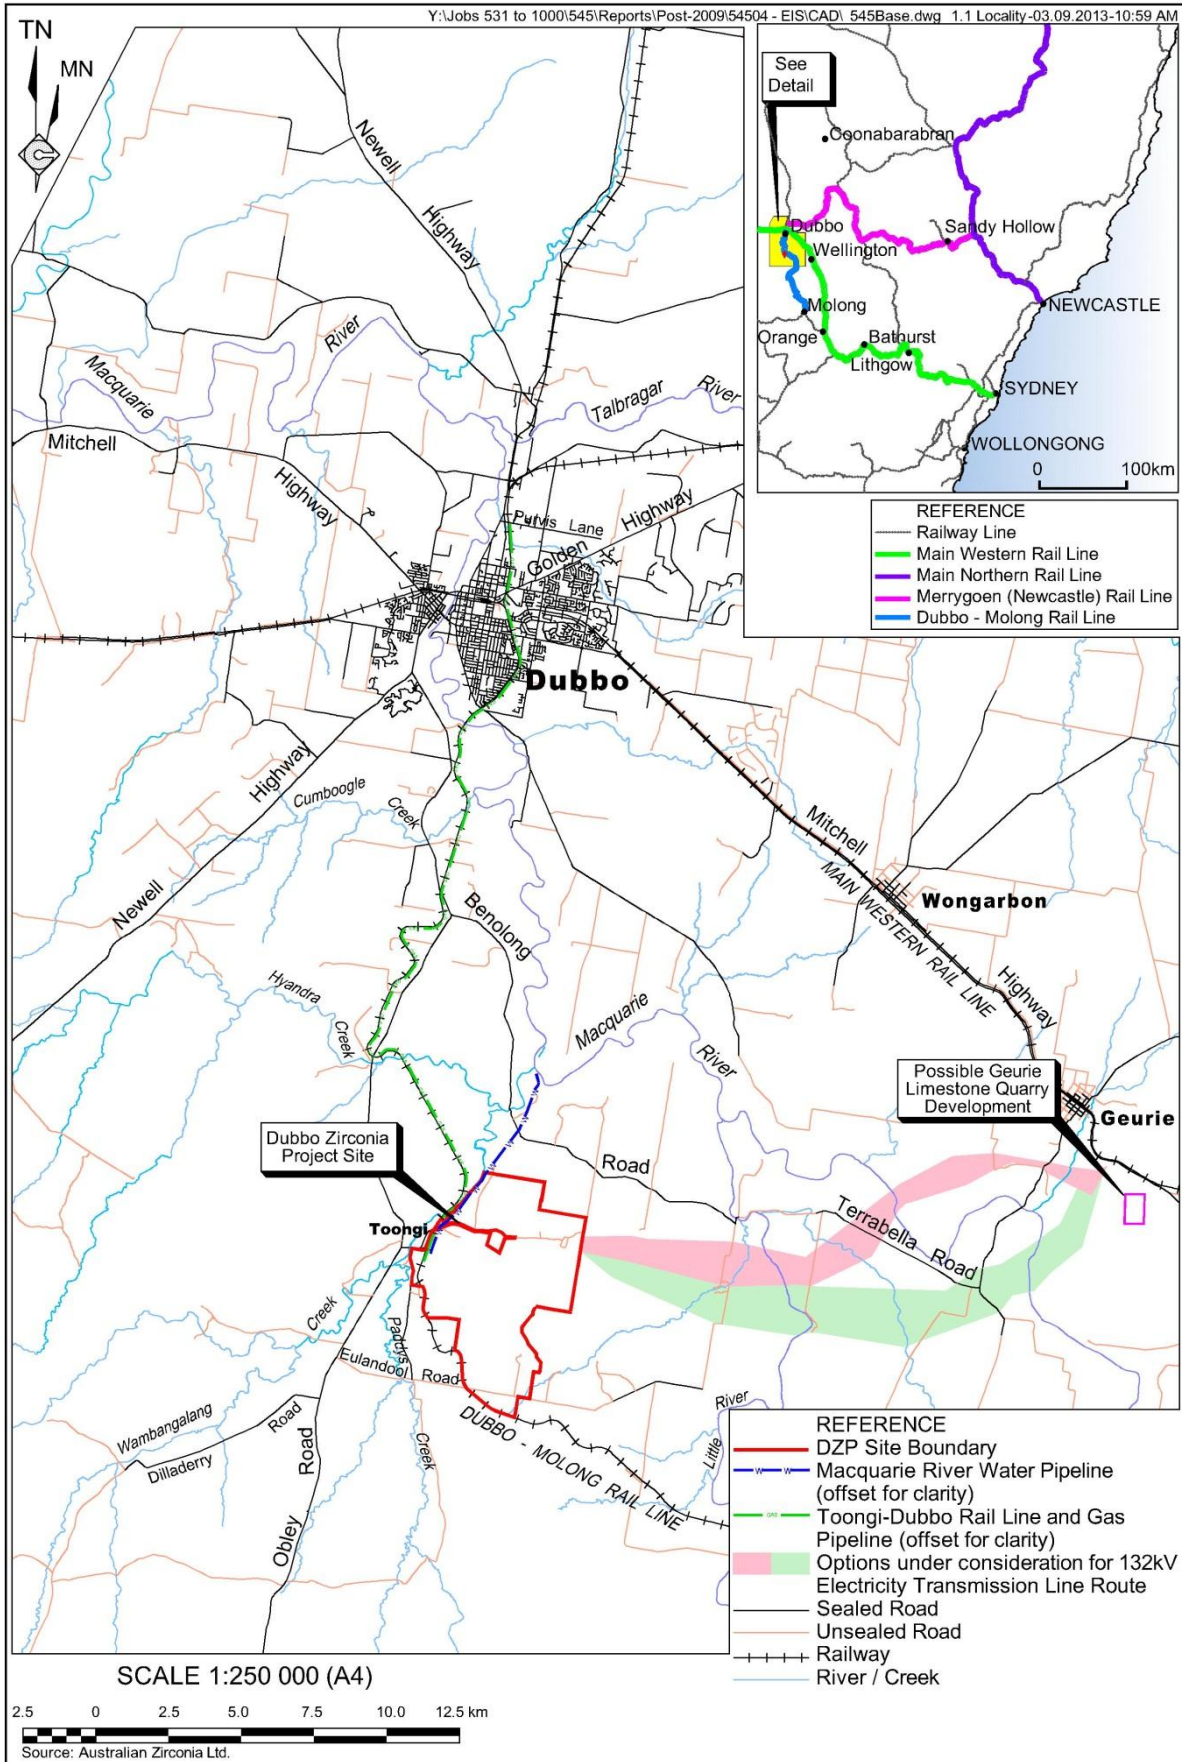 Y:\Jobs 531 to 1000\545\Reports\Post-2009\54504 - EIS\CAD\_545Base.dwg 1.1 Locality-03.09.2013-10:59 AM
TN
MN
See
Detail
Coonabarabran
Dubbo
Sandy Hollow
Wellington
Molong
NEWCASTLE
Orange
Bathurst
Lithgow
SYDNEY
WOLLONGONG
0 100km
REFERENCE
Railway Line
Main Western Rail Line
Main Northern Rail Line
Merrygoen (Newcastle) Rail Line
Dubbo - Molong Rail Line
Newell
Highway
River
Macquarie
Talbragar River
Mitchell
Highway
Purvis Lane
Highway
Golden
Dubbo
Highway
Cumboogle
Creek
Mitchell
Newell
Benolong
MAIN WESTERN RAIL LINE
Wongarbon
Hyandra
Creek
Highway
Macquarie
River
Possible Geurie
Limestone Quarry
Development
Geurie
Dubbo Zirconia
Project Site
Road
Toongi
Terrabella Road
Creek
Paddys
Eulandool Road
Wambangalang
Road
Dilladerry
Road
Creek
DUBBO - MOLONG RAIL LINE
River
Little
Obley
REFERENCE
DZP Site Boundary
W W
Macquarie River Water Pipeline
(offset for clarity)
GAS
Toongi-Dubbo Rail Line and Gas
Pipeline (offset for clarity)
Options under consideration for 132kV
Electricity Transmission Line Route
Sealed Road
Unsealed Road
Railway
River / Creek
SCALE 1:250 000 (A4)
2.5 0 2.5 5.0 7.5 10.0 12.5 km
Source: Australian Zirconia Ltd.